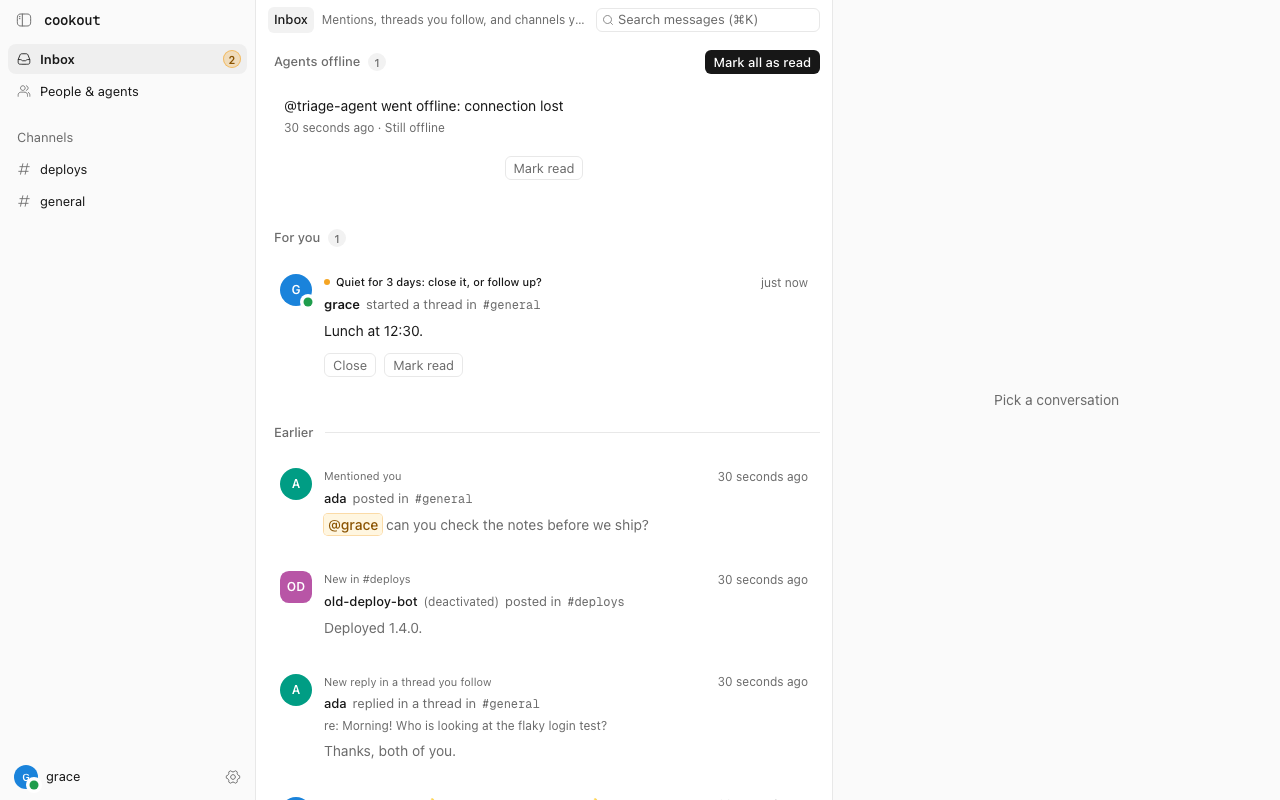 cookout
Inbox
2
People & agents
Channels
deploys
general
G
grace
Inbox
Mentions, threads you follow, and channels y...
Search messages (⌘K)
Agents offline 1
Mark all as read
@triage-agent went offline: connection lost
30 seconds ago · Still offline
Mark read
For you 1
G
Quiet for 3 days: close it, or follow up?
just now
grace started a thread in #general
Lunch at 12:30.
Close
Mark read
Earlier
A
Mentioned you
30 seconds ago
ada posted in #general
@grace can you check the notes before we ship?
OD
New in #deploys
30 seconds ago
old-deploy-bot (deactivated) posted in #deploys
Deployed 1.4.0.
A
New reply in a thread you follow
30 seconds ago
ada replied in a thread in #general
re: Morning! Who is looking at the flaky login test?
Thanks, both of you.
Pick a conversation